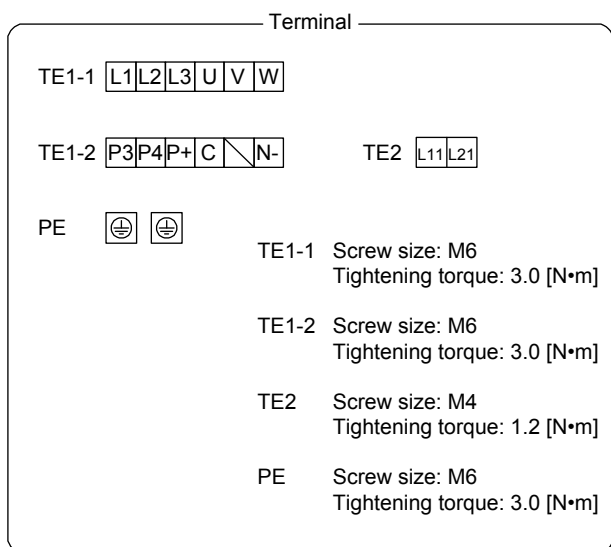 Terminal
TE1-1 L1 L2 L3 U V W
TE1-2 P3 P4 P+ C N- TE2 L11 L21
PE
TE1-1 Screw size: M6
Tightening torque: 3.0 [N•m]
TE1-2 Screw size: M6
Tightening torque: 3.0 [N•m]
TE2 Screw size: M4
Tightening torque: 1.2 [N•m]
PE Screw size: M6
Tightening torque: 3.0 [N•m]